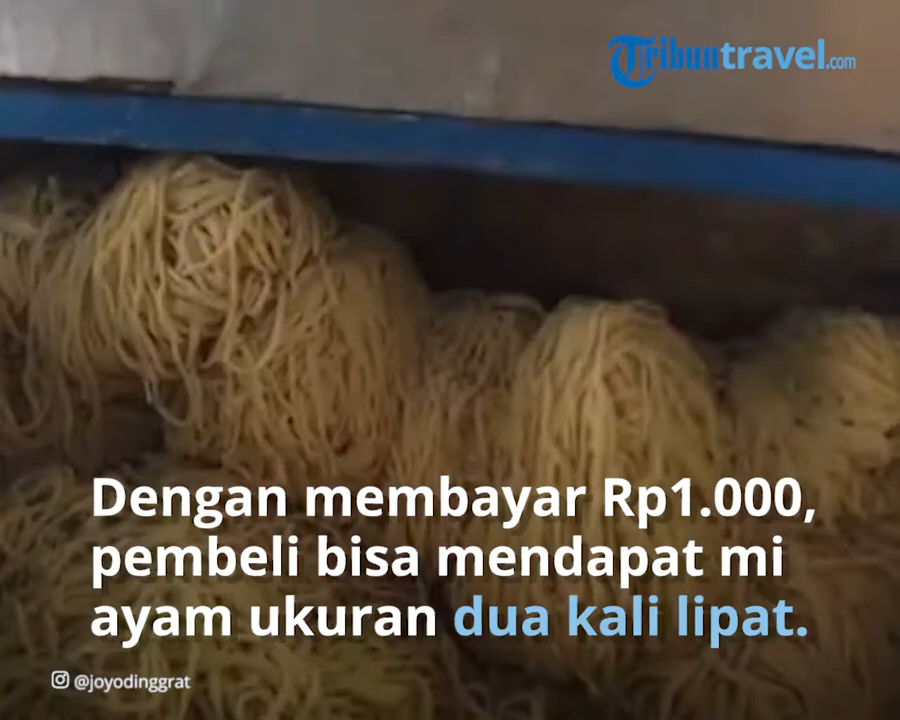 Tribuntravel.com
Dengan membayar Rp1.000,
pembeli bisa mendapat mi
ayam ukuran dua kali lipat.
@joyodinggrat